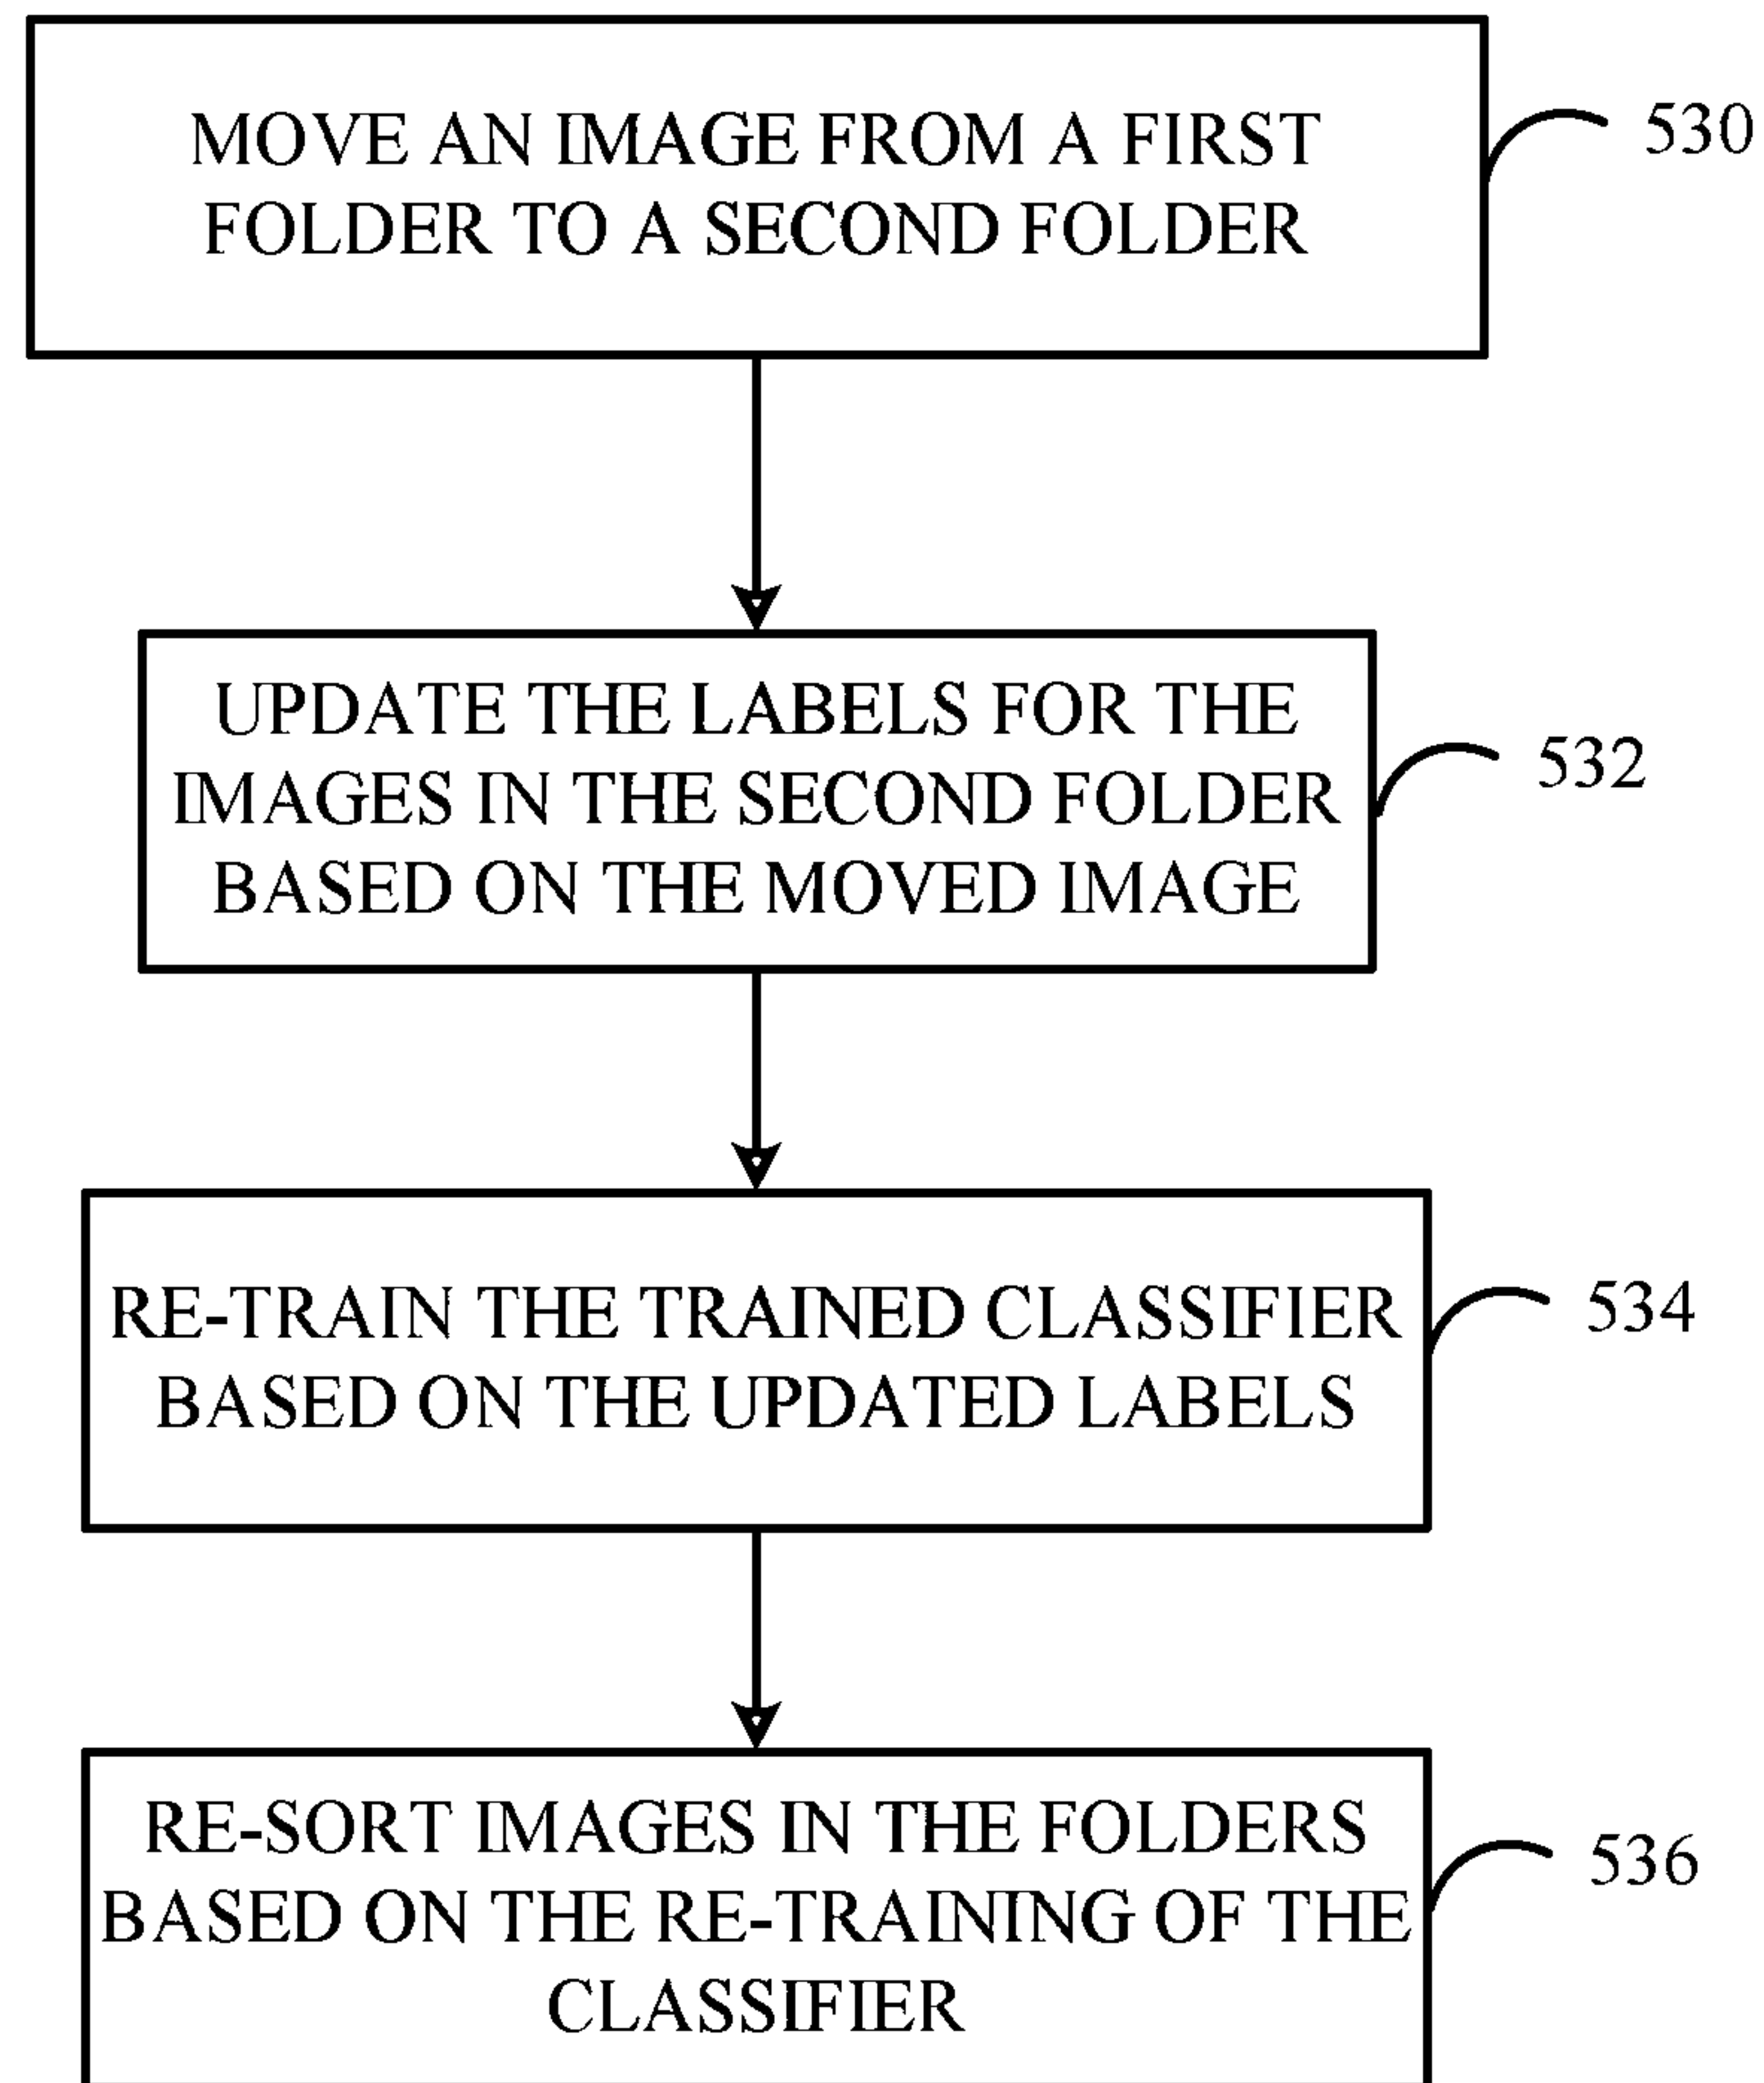 MOVE AN IMAGE FROM A FIRST
FOLDER TO A SECOND FOLDER
530
UPDATE THE LABELS FOR THE
IMAGES IN THE SECOND FOLDER
BASED ON THE MOVED IMAGE
532
RE-TRAIN THE TRAINED CLASSIFIER
BASED ON THE UPDATED LABELS
534
RE-SORT IMAGES IN THE FOLDERS
BASED ON THE RE-TRAINING OF THE
CLASSIFIER
536